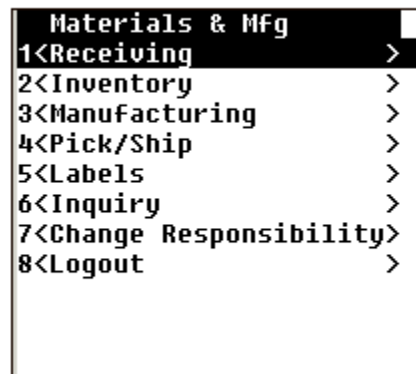 Materials & Mfg
1<Receiving >
2<Inventory >
3<Manufacturing >
4<Pick/Ship >
5<Labels >
6<Inquiry >
7<Change Responsibility>
8<Logout >